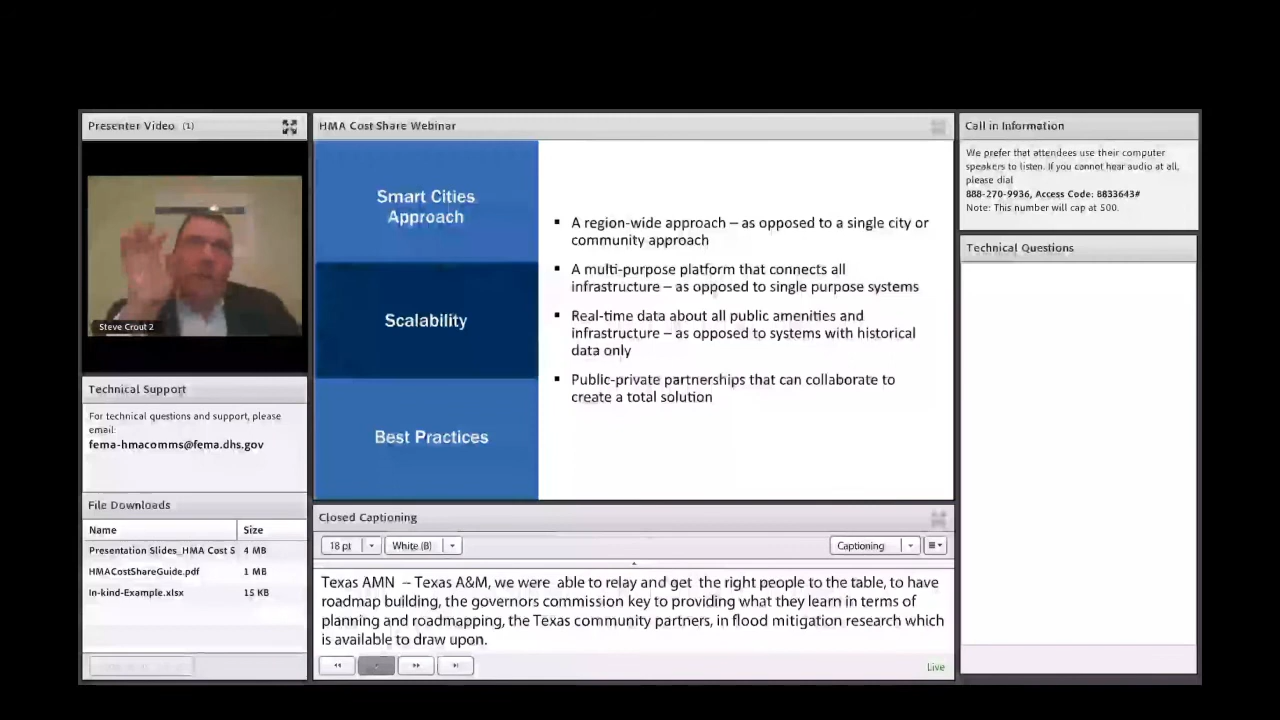 Presenter Video (1)
Steve Crout 2
Technical Support
For technical questions and support, please
email:
fema-hmacomms@fema.dhs.gov
File Downloads
Name Size
Presentation Slides_HMA Cost S 4 MB
HMACostShareGuide.pdf 1 MB
In-kind-Example.xlsx 15 KB
HMA Cost Share Webinar
Smart Cities
Approach
Scalability
Best Practices
▪ A region-wide approach – as opposed to a single city or
community approach
▪ A multi-purpose platform that connects all
infrastructure – as opposed to single purpose systems
▪ Real-time data about all public amenities and
infrastructure – as opposed to systems with historical
data only
▪ Public-private partnerships that can collaborate to
create a total solution
Closed Captioning
18 pt White (B) Captioning
Texas AMN -- Texas A&M, we were able to relay and get the right people to the table, to have
roadmap building, the governors commission key to providing what they learn in terms of
planning and roadmapping, the Texas community partners, in flood mitigation research which
is available to draw upon.
Live
Call in Information
We prefer that attendees use their computer
speakers to listen. If you cannot hear audio at all,
please dial
888-270-9936, Access Code: 8833643#
Note: This number will cap at 500.
Technical Questions